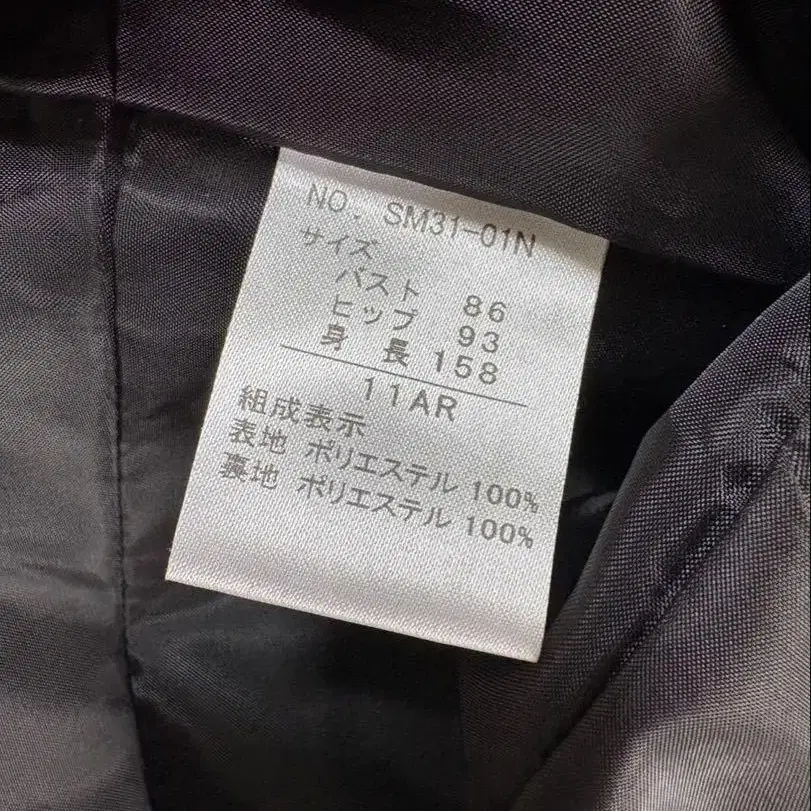 NO. SM31-01N
サイズ
バスト 86
ヒップ 93
身 長 158
11AR
組成表示
表地 ポリエステル 100%
裏地 ポリエステル 100%